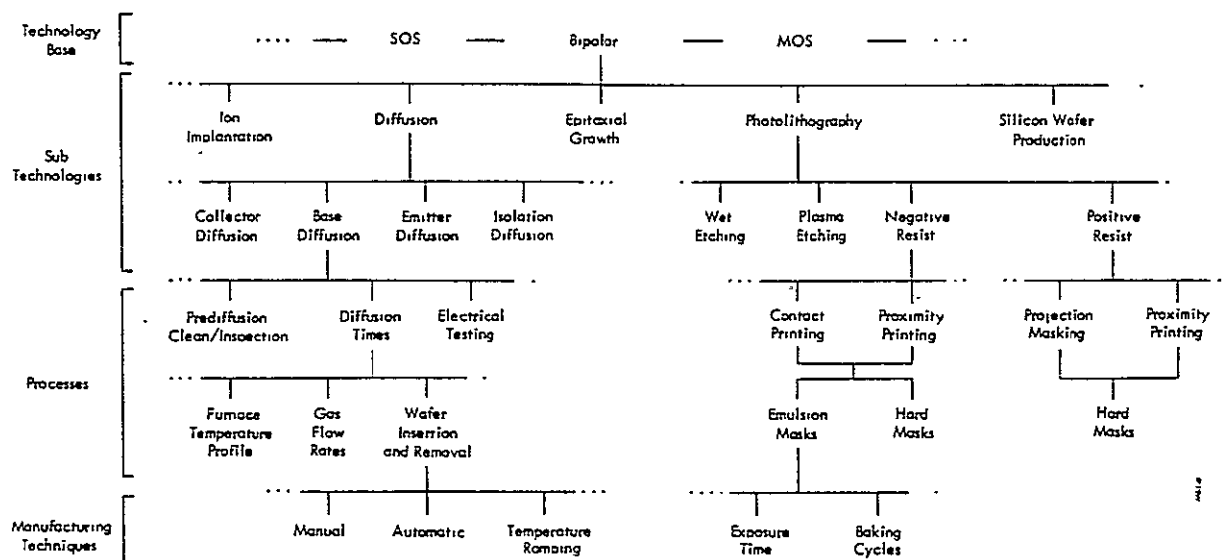 Technology
Base
SOS
Bipolar
MOS
Sub
Technologies
Ion
Implantation
Diffusion
Epitaxial
Growth
Photolithography
Silicon Wafer
Production
Collector
Diffusion
Base
Diffusion
Emitter
Diffusion
Isolation
Diffusion
Wet
Etching
Plasma
Etching
Negative
Resist
Positive
Resist
Processes
Prediffusion
Clean/Inspection
Diffusion
Times
Electrical
Testing
Contact
Printing
Proximity
Printing
Projection
Masking
Proximity
Printing
Furnace
Temperature
Profile
Gas
Flow
Rates
Wafer
Insertion
and Removal
Emulsion
Masks
Hard
Masks
Hard
Masks
Manufacturing
Techniques
Manual
Automatic
Temperature
Ramping
Exposure
Time
Baking
Cycles